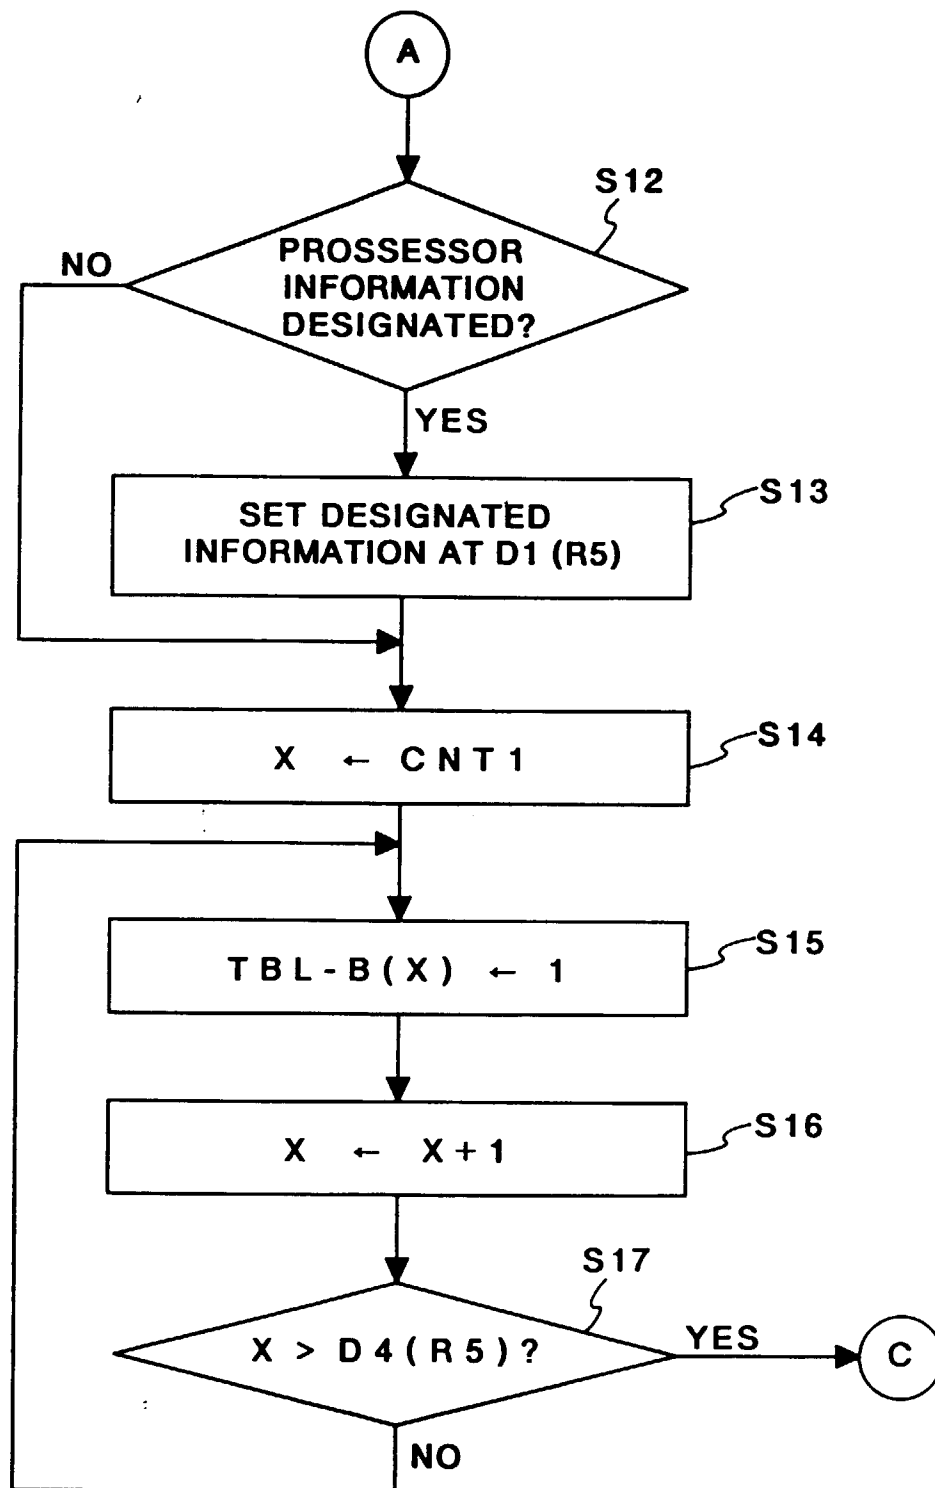 A
S12
PROSSESSOR
INFORMATION
DESIGNATED?
NO
YES
S13
SET DESIGNATED
INFORMATION AT D1 (R5)
S14
X ← CNT1
S15
TBL-B(X) ← 1
S16
X ← X+1
S17
X > D4(R5)?
YES
C
NO